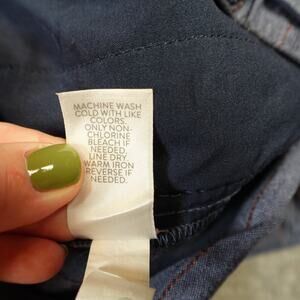 MACHINE WASH
COLD WITH LIKE
COLORS.
ONLY NON-
CHLORINE
BLEACH IF
NEEDED.
LINE DRY.
WARM IRON
REVERSE IF
NEEDED.